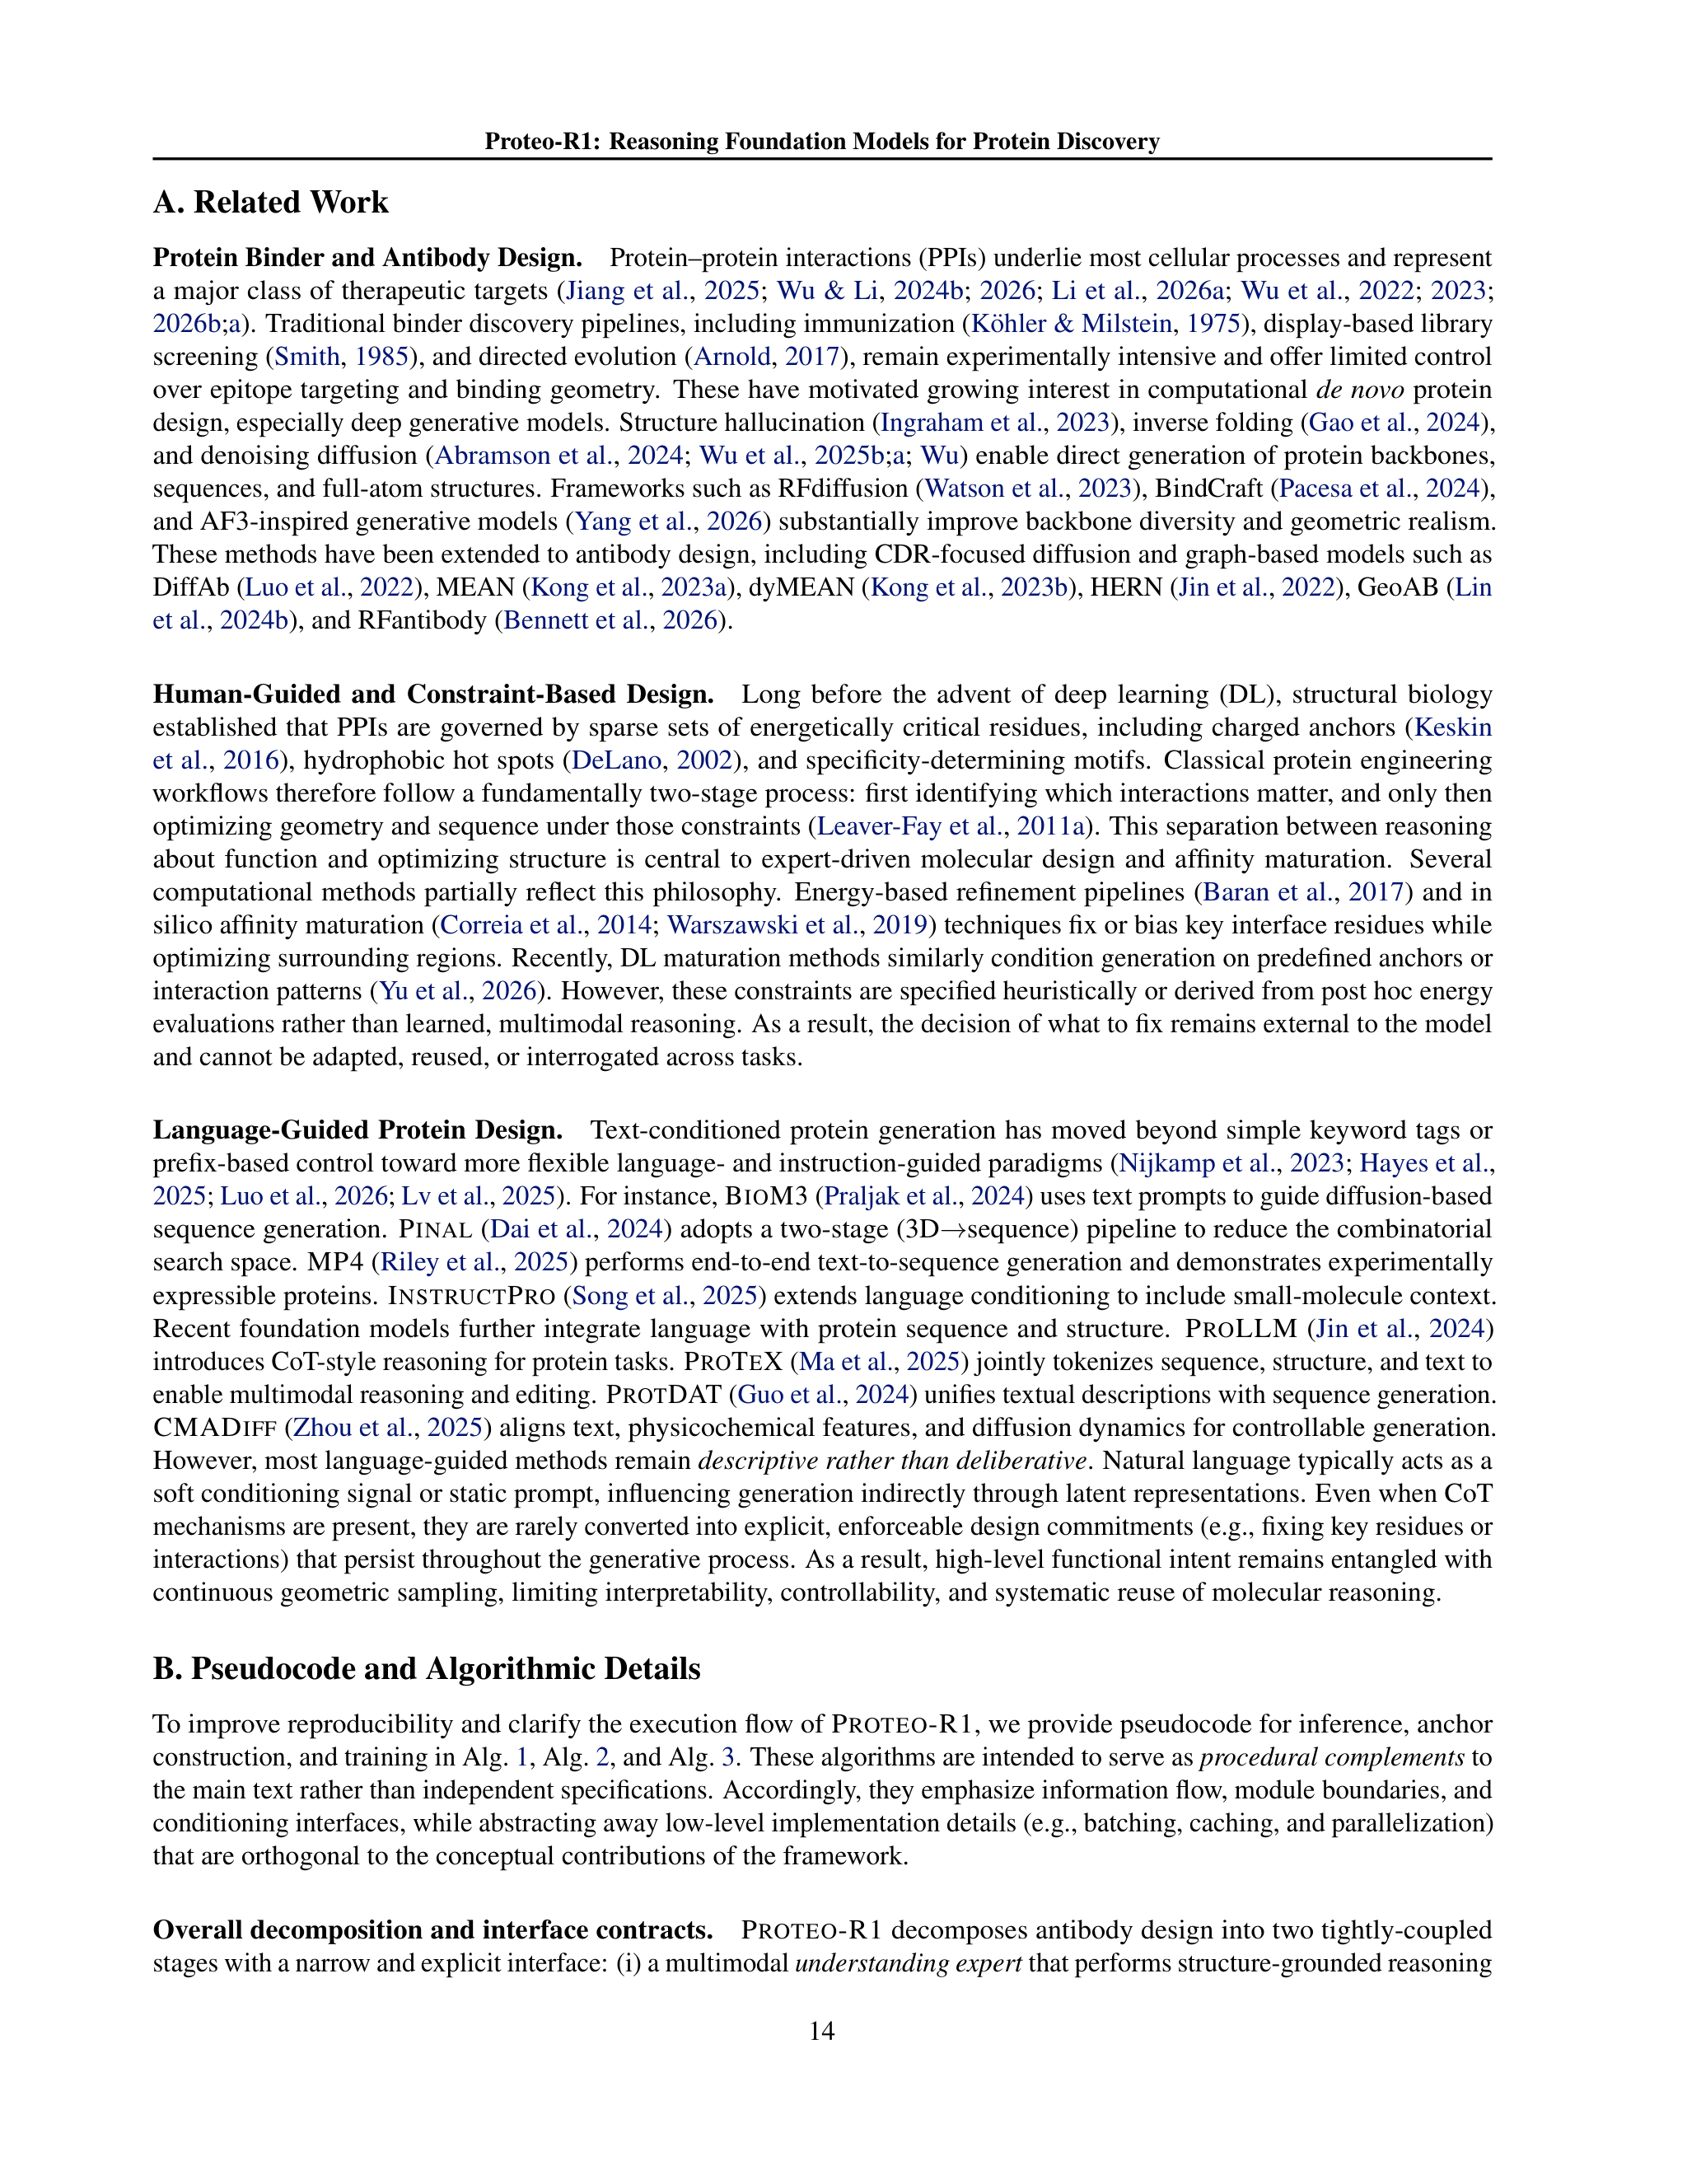 Proteo-R1: Reasoning Foundation Models for Protein Discovery
A. Related Work
Protein Binder and Antibody Design. Protein–protein interactions (PPIs) underlie most cellular processes and represent
a major class of therapeutic targets (Jiang et al., 2025; Wu & Li, 2024b; 2026; Li et al., 2026a; Wu et al., 2022; 2023;
2026b;a). Traditional binder discovery pipelines, including immunization (Köhler & Milstein, 1975), display-based library
screening (Smith, 1985), and directed evolution (Arnold, 2017), remain experimentally intensive and offer limited control
over epitope targeting and binding geometry. These have motivated growing interest in computational de novo protein
design, especially deep generative models. Structure hallucination (Ingraham et al., 2023), inverse folding (Gao et al., 2024),
and denoising diffusion (Abramson et al., 2024; Wu et al., 2025b;a; Wu) enable direct generation of protein backbones,
sequences, and full-atom structures. Frameworks such as RFdiffusion (Watson et al., 2023), BindCraft (Pacesa et al., 2024),
and AF3-inspired generative models (Yang et al., 2026) substantially improve backbone diversity and geometric realism.
These methods have been extended to antibody design, including CDR-focused diffusion and graph-based models such as
DiffAb (Luo et al., 2022), MEAN (Kong et al., 2023a), dyMEAN (Kong et al., 2023b), HERN (Jin et al., 2022), GeoAB (Lin
et al., 2024b), and RFantibody (Bennett et al., 2026).
Human-Guided and Constraint-Based Design. Long before the advent of deep learning (DL), structural biology
established that PPIs are governed by sparse sets of energetically critical residues, including charged anchors (Keskin
et al., 2016), hydrophobic hot spots (DeLano, 2002), and specificity-determining motifs. Classical protein engineering
workflows therefore follow a fundamentally two-stage process: first identifying which interactions matter, and only then
optimizing geometry and sequence under those constraints (Leaver-Fay et al., 2011a). This separation between reasoning
about function and optimizing structure is central to expert-driven molecular design and affinity maturation. Several
computational methods partially reflect this philosophy. Energy-based refinement pipelines (Baran et al., 2017) and in
silico affinity maturation (Correia et al., 2014; Warszawski et al., 2019) techniques fix or bias key interface residues while
optimizing surrounding regions. Recently, DL maturation methods similarly condition generation on predefined anchors or
interaction patterns (Yu et al., 2026). However, these constraints are specified heuristically or derived from post hoc energy
evaluations rather than learned, multimodal reasoning. As a result, the decision of what to fix remains external to the model
and cannot be adapted, reused, or interrogated across tasks.
Language-Guided Protein Design. Text-conditioned protein generation has moved beyond simple keyword tags or
prefix-based control toward more flexible language- and instruction-guided paradigms (Nijkamp et al., 2023; Hayes et al.,
2025; Luo et al., 2026; Lv et al., 2025). For instance, BIOM3 (Praljak et al., 2024) uses text prompts to guide diffusion-based
sequence generation. PINAL (Dai et al., 2024) adopts a two-stage (3D→sequence) pipeline to reduce the combinatorial
search space. MP4 (Riley et al., 2025) performs end-to-end text-to-sequence generation and demonstrates experimentally
expressible proteins. INSTRUCTPRO (Song et al., 2025) extends language conditioning to include small-molecule context.
Recent foundation models further integrate language with protein sequence and structure. PROLLM (Jin et al., 2024)
introduces CoT-style reasoning for protein tasks. PROTEX (Ma et al., 2025) jointly tokenizes sequence, structure, and text to
enable multimodal reasoning and editing. PROTDAT (Guo et al., 2024) unifies textual descriptions with sequence generation.
CMADIFF (Zhou et al., 2025) aligns text, physicochemical features, and diffusion dynamics for controllable generation.
However, most language-guided methods remain descriptive rather than deliberative. Natural language typically acts as a
soft conditioning signal or static prompt, influencing generation indirectly through latent representations. Even when CoT
mechanisms are present, they are rarely converted into explicit, enforceable design commitments (e.g., fixing key residues or
interactions) that persist throughout the generative process. As a result, high-level functional intent remains entangled with
continuous geometric sampling, limiting interpretability, controllability, and systematic reuse of molecular reasoning.
B. Pseudocode and Algorithmic Details
To improve reproducibility and clarify the execution flow of PROTEO-R1, we provide pseudocode for inference, anchor
construction, and training in Alg. 1, Alg. 2, and Alg. 3. These algorithms are intended to serve as procedural complements to
the main text rather than independent specifications. Accordingly, they emphasize information flow, module boundaries, and
conditioning interfaces, while abstracting away low-level implementation details (e.g., batching, caching, and parallelization)
that are orthogonal to the conceptual contributions of the framework.
Overall decomposition and interface contracts. PROTEO-R1 decomposes antibody design into two tightly-coupled
stages with a narrow and explicit interface: (i) a multimodal understanding expert that performs structure-grounded reasoning
14